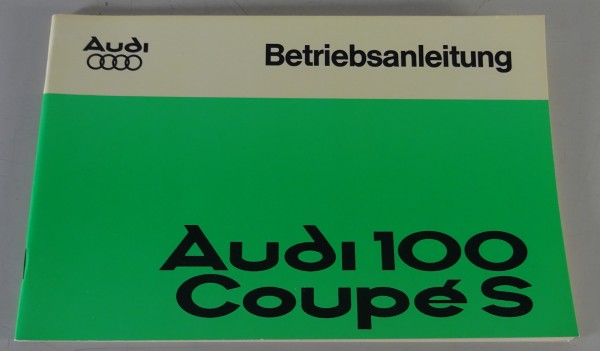 Audi
Betriebsanleitung
Audi 100
Coupé S